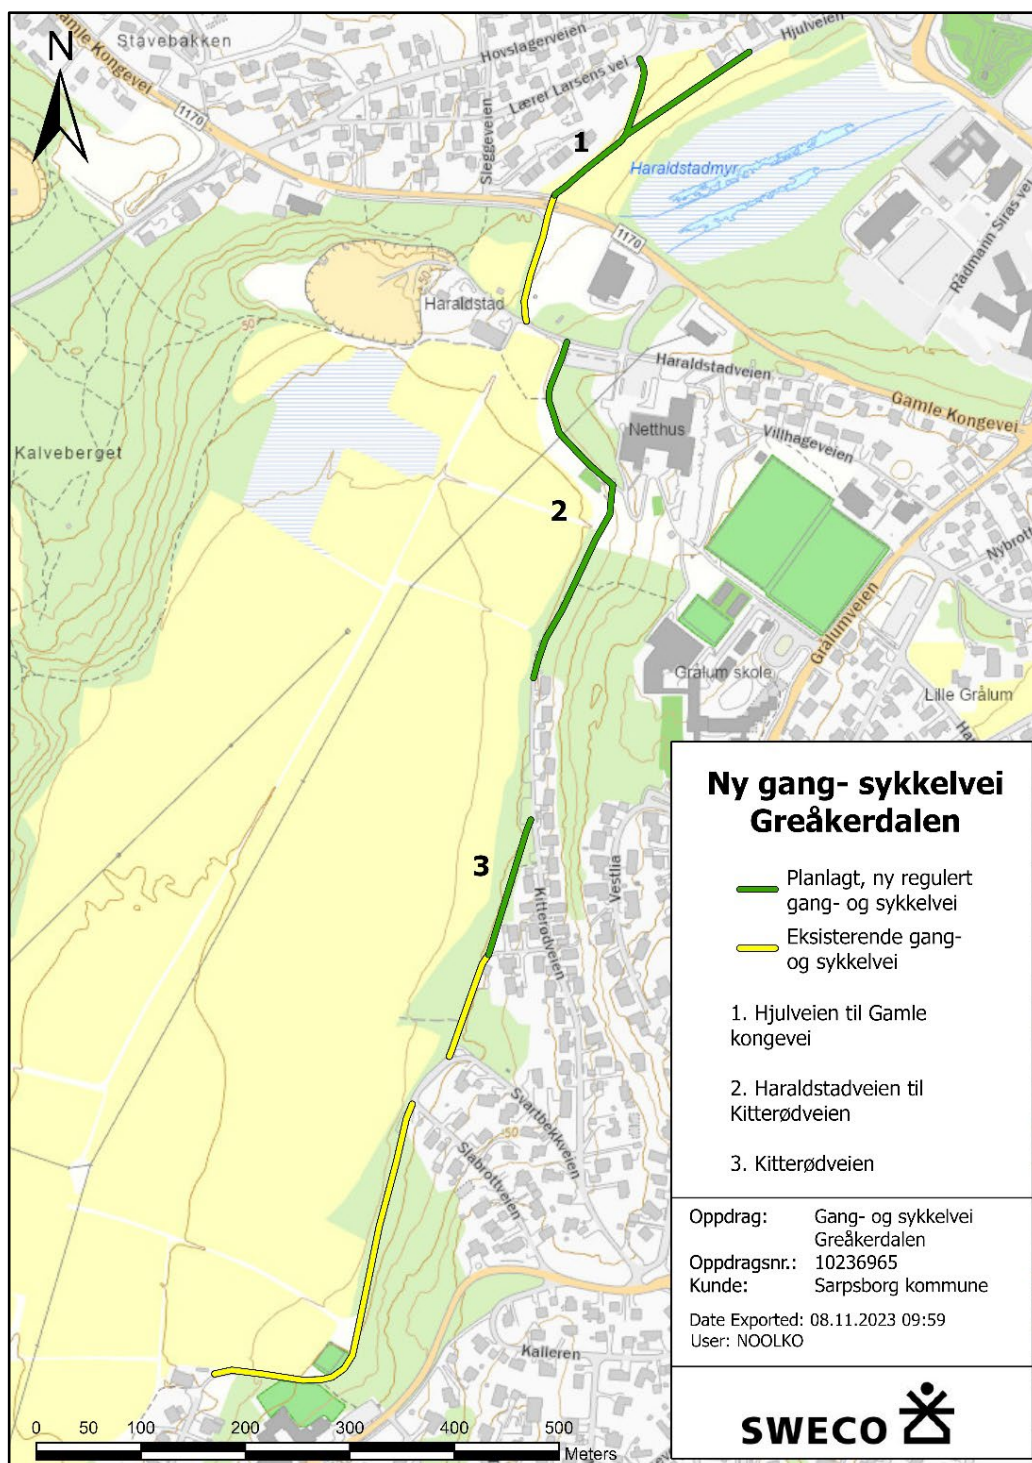 N
Stavebakken
Gamle Kongevei
1170
Hovslagerveien
Lærer Larsens vei
Hjulveien
Sleggeveien
1
Haraldstadmyr
1170
Rådmann Siras vei
50
Haraldstad
50
Haraldstadveien
Gamle Kongevei
Kalveberget
Netthus
Villhageveien
2
Grålumveien
Grålum skole
Lille Grålum
3
Kitterødveien
Vestlia
Svartbekkveien
50
Slabrottveien
Kalleren
Ny gang- sykkelvei
Greåkerdalen
Planlagt, ny regulert
gang- og sykkelvei
Eksisterende gang-
og sykkelvei
1. Hjulveien til Gamle
kongevei
2. Haraldstadveien til
Kitterødveien
3. Kitterødveien
Oppdrag: Gang- og sykkelvei
Greåkerdalen
Oppdragsnr.: 10236965
Kunde: Sarpsborg kommune
Date Exported: 08.11.2023 09:59
User: NOOLKO
SWECO
0 50 100 200 300 400 500
Meters